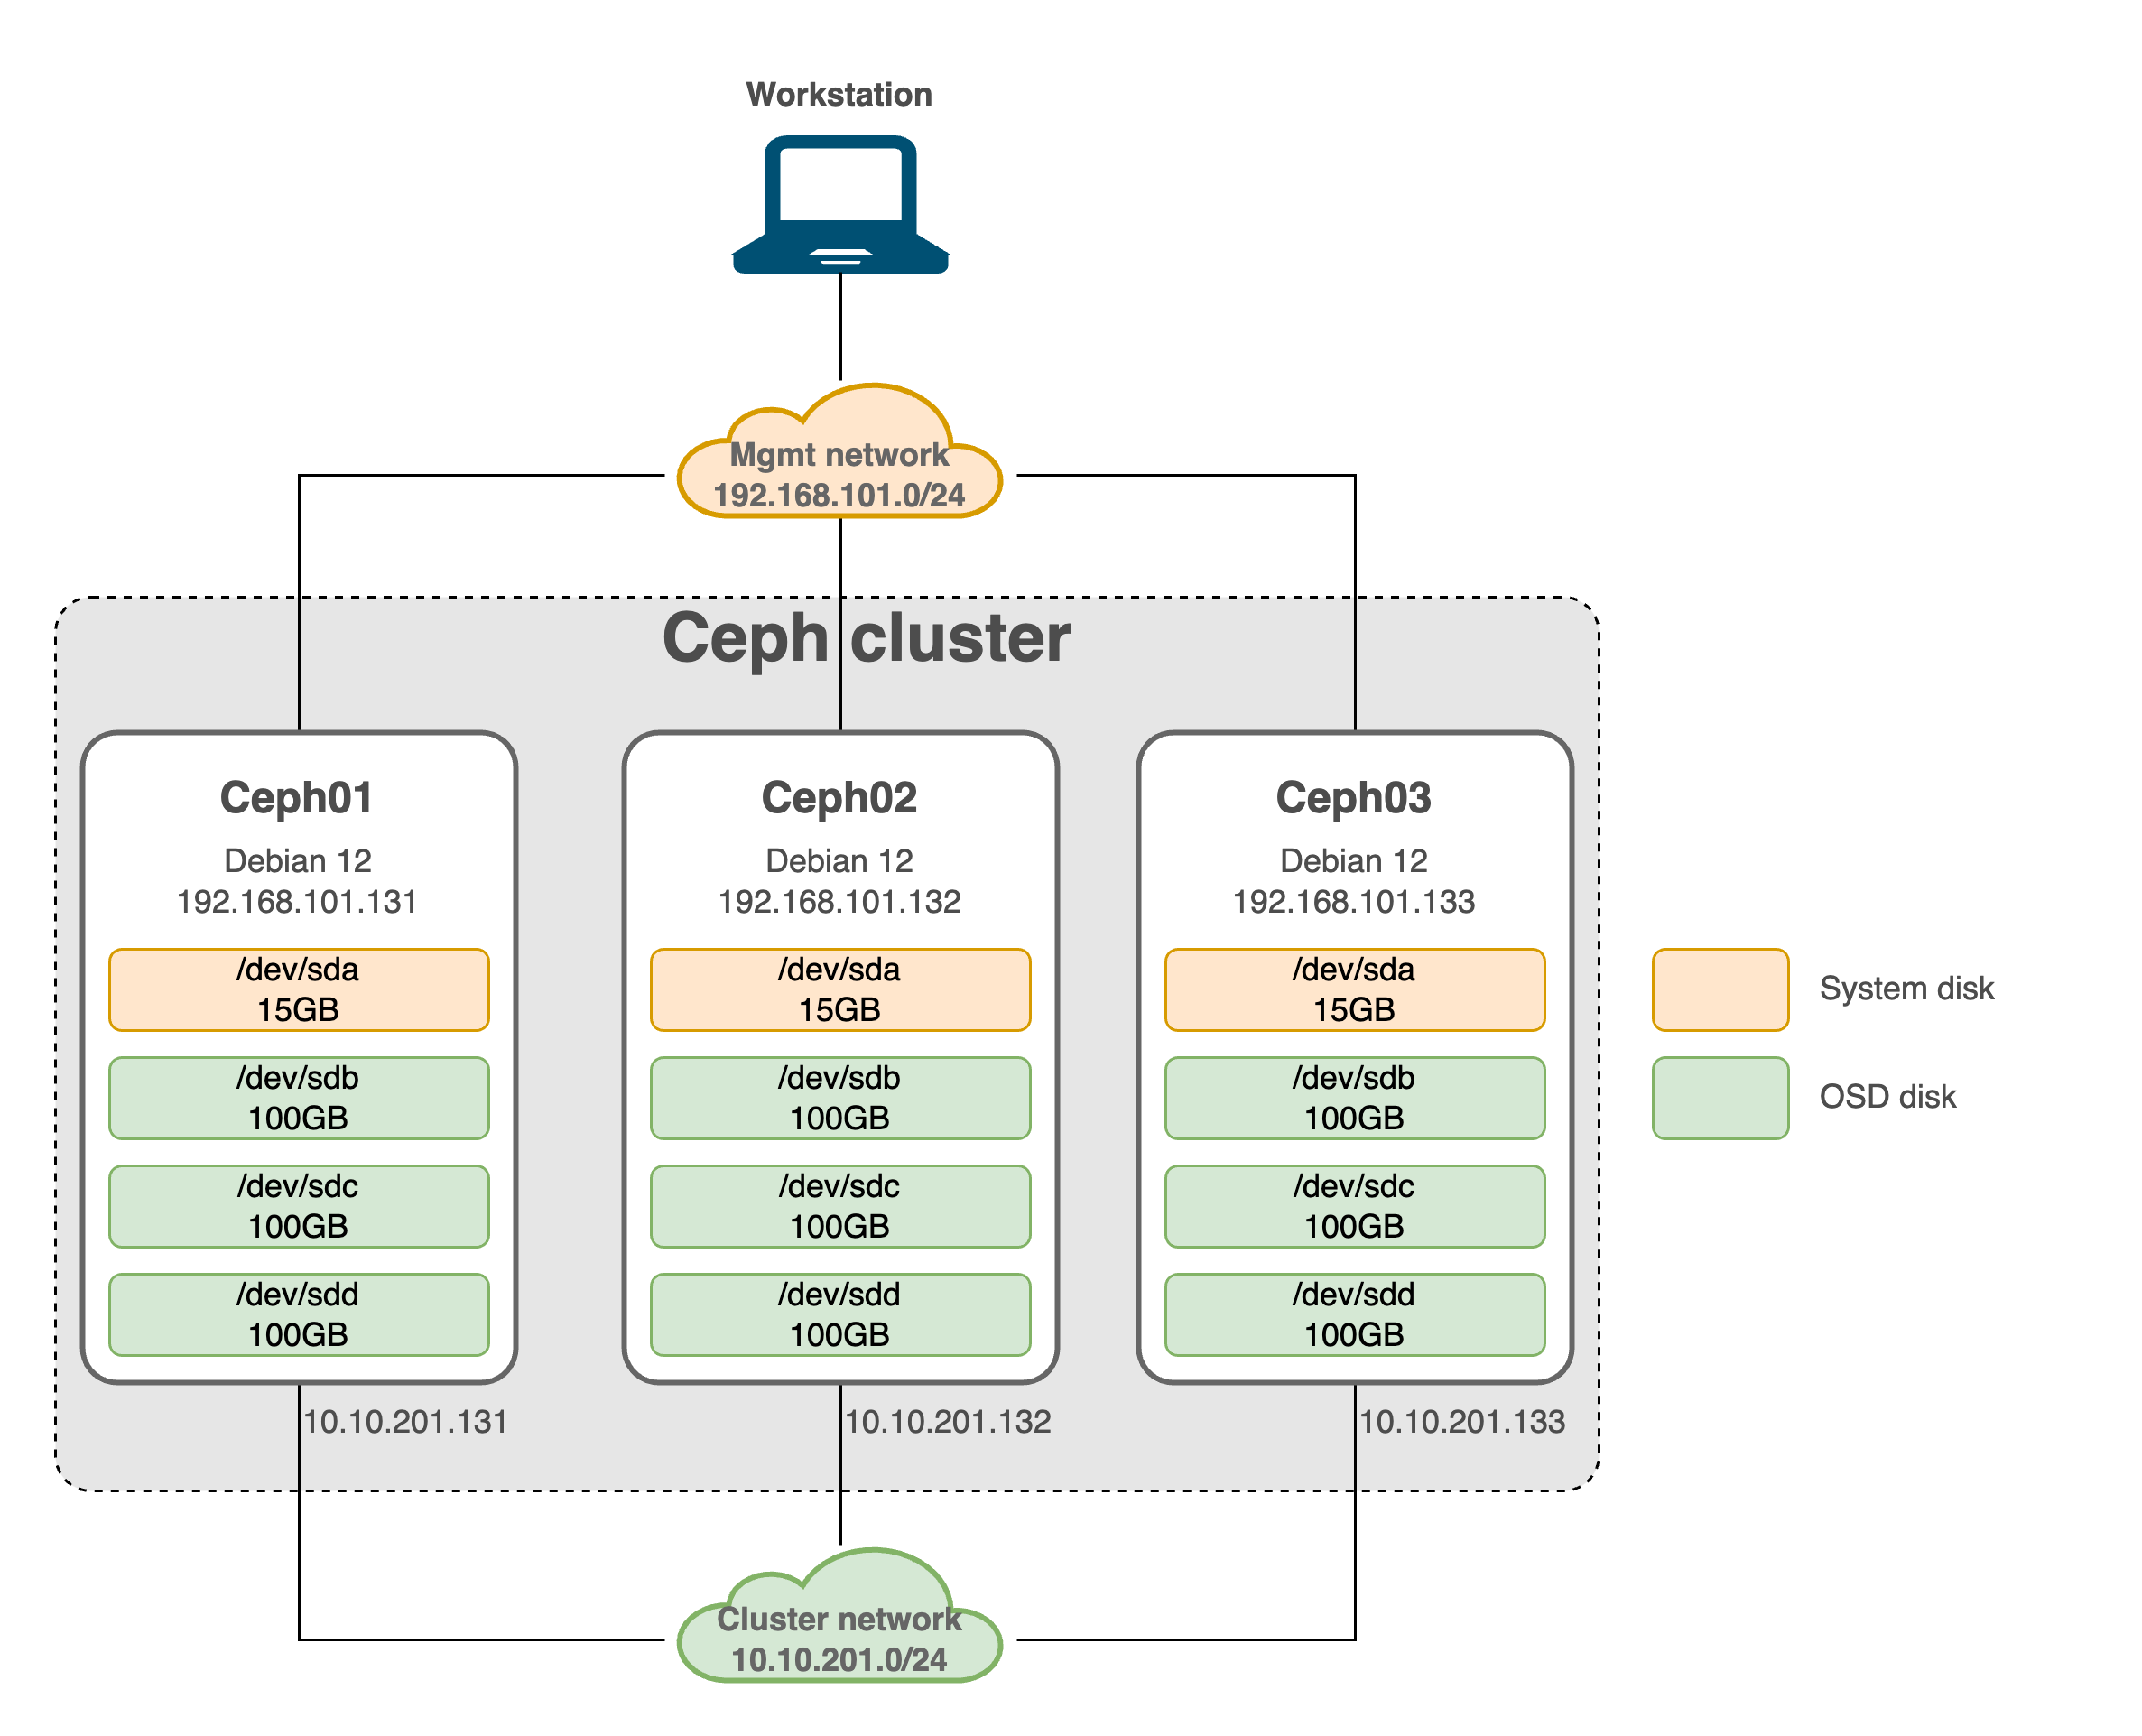 Workstation
Mgmt network
192.168.101.0/24
Ceph cluster
Ceph01
Debian 12
192.168.101.131
/dev/sda
15GB
/dev/sdb
100GB
/dev/sdc
100GB
/dev/sdd
100GB
10.10.201.131
Ceph02
Debian 12
192.168.101.132
/dev/sda
15GB
/dev/sdb
100GB
/dev/sdc
100GB
/dev/sdd
100GB
10.10.201.132
Ceph03
Debian 12
192.168.101.133
/dev/sda
15GB
/dev/sdb
100GB
/dev/sdc
100GB
/dev/sdd
100GB
10.10.201.133
System disk
OSD disk
Cluster network
10.10.201.0/24